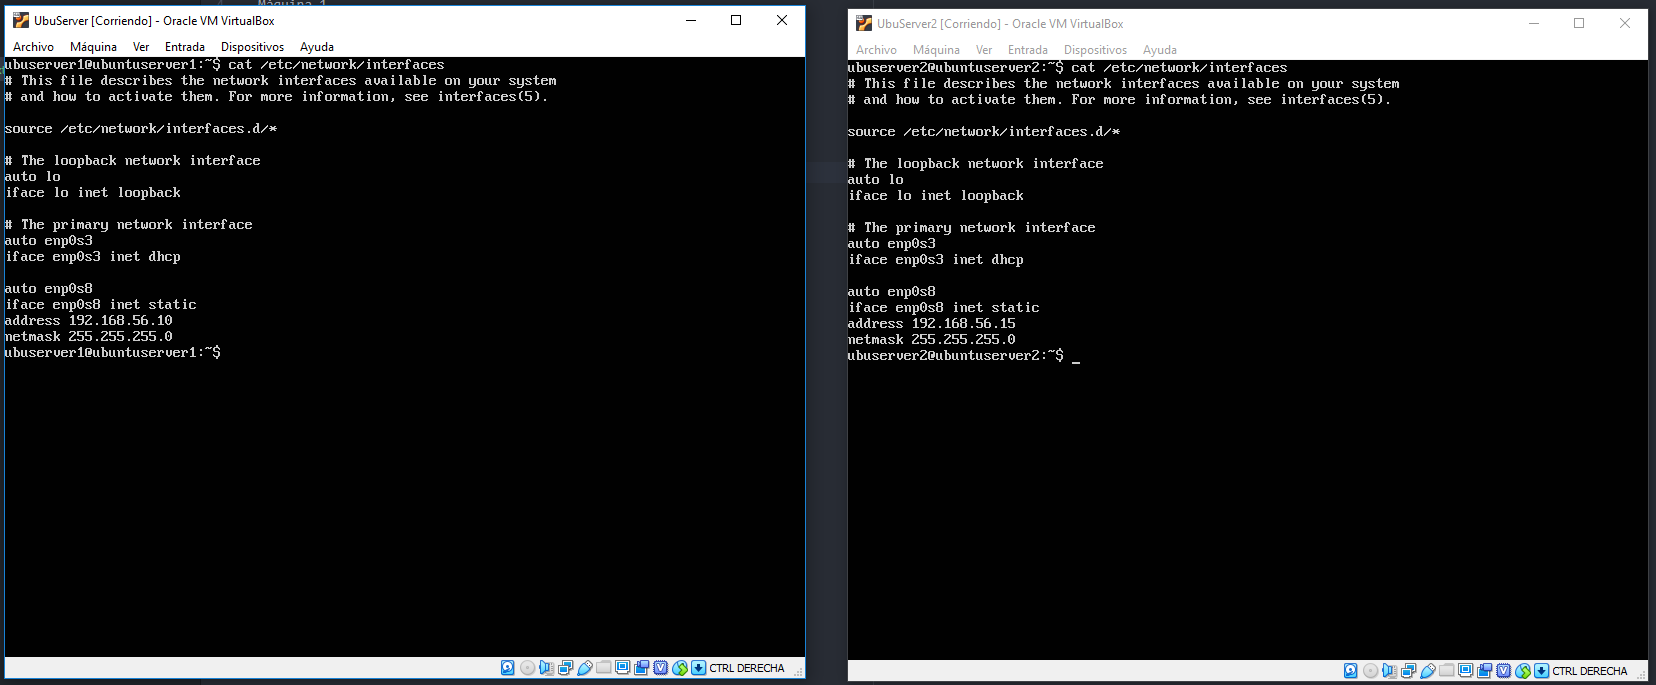 Máquina 1
UbuServer [Corriendo] - Oracle VM VirtualBox
Archivo Máquina Ver Entrada Dispositivos Ayuda
ubuserver1@ubuntuserver1:~$ cat /etc/network/interfaces
# This file describes the network interfaces available on your system
# and how to activate them. For more information, see interfaces(5).
source /etc/network/interfaces.d/*
# The loopback network interface
auto lo
iface lo inet loopback
# The primary network interface
auto enp0s3
iface enp0s3 inet dhcp
auto enp0s8
iface enp0s8 inet static
address 192.168.56.10
netmask 255.255.255.0
ubuserver1@ubuntuserver1:~$
CTRL DERECHA
UbuServer2 [Corriendo] - Oracle VM VirtualBox
Archivo Máquina Ver Entrada Dispositivos Ayuda
ubuserver2@ubuntuserver2:~$ cat /etc/network/interfaces
# This file describes the network interfaces available on your system
# and how to activate them. For more information, see interfaces(5).
source /etc/network/interfaces.d/*
# The loopback network interface
auto lo
iface lo inet loopback
# The primary network interface
auto enp0s3
iface enp0s3 inet dhcp
auto enp0s8
iface enp0s8 inet static
address 192.168.56.15
netmask 255.255.255.0
ubuserver2@ubuntuserver2:~$ _
CTRL DERECHA